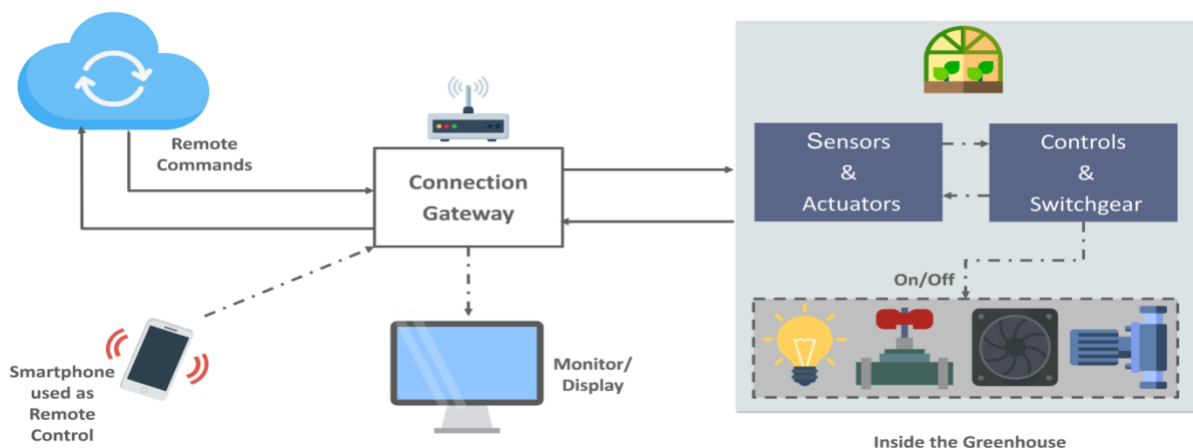 Remote
Commands
Connection
Gateway
Sensors
&
Actuators
Controls
&
Switchgear
On/Off
Smartphone
used as
Remote
Control
Monitor/
Display
Inside the Greenhouse